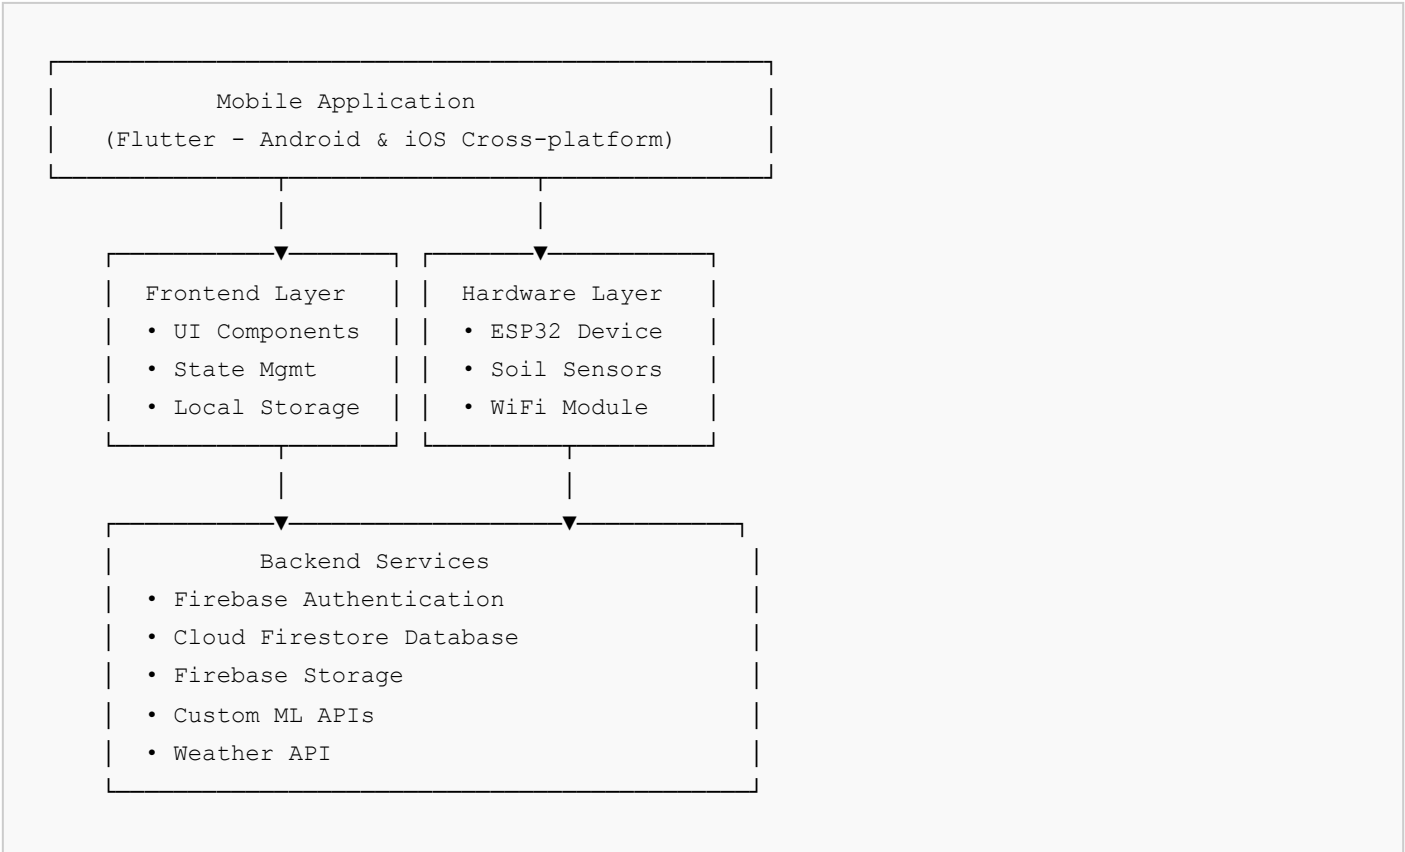 Mobile Application
(Flutter - Android & iOS Cross-platform)
Frontend Layer
• UI Components
• State Mgmt
• Local Storage
Hardware Layer
• ESP32 Device
• Soil Sensors
• WiFi Module
Backend Services
• Firebase Authentication
• Cloud Firestore Database
• Firebase Storage
• Custom ML APIs
• Weather API